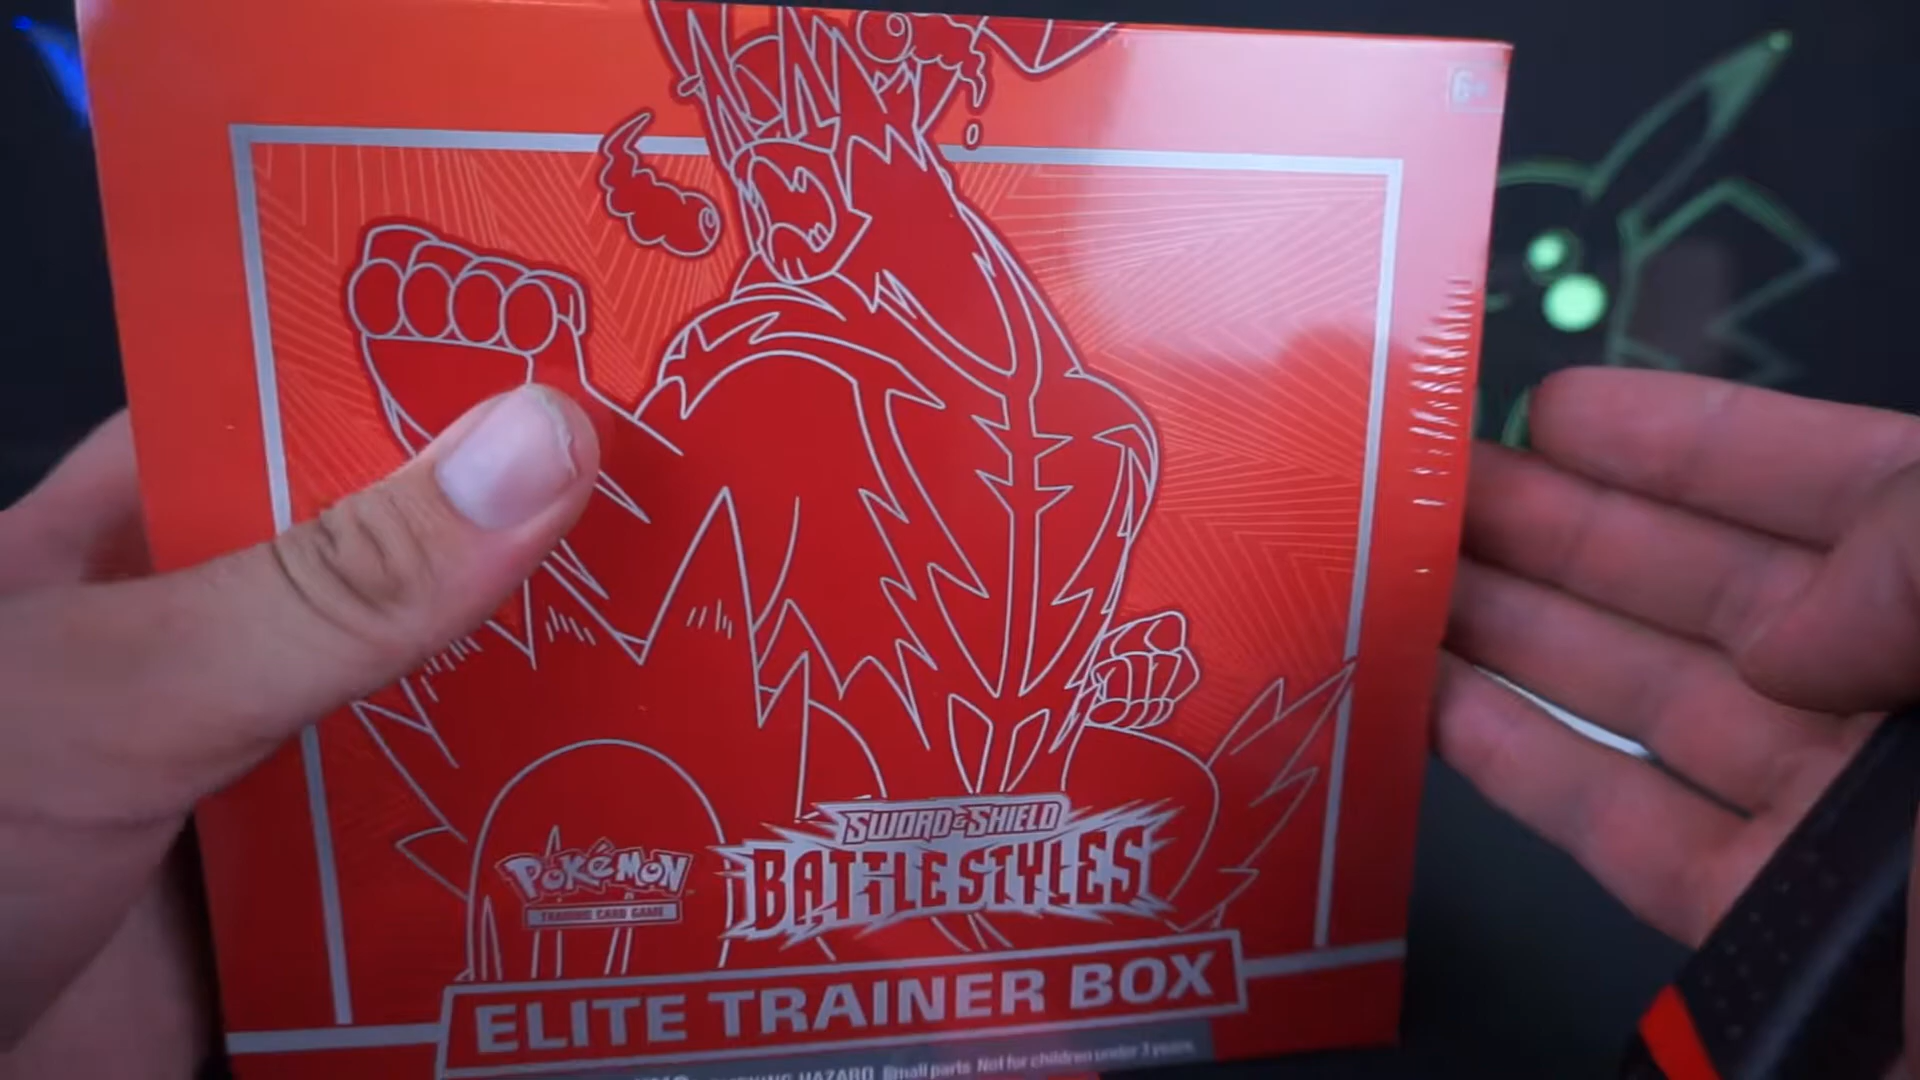 6+
SWORD & SHIELD
BATTLE STYLES
POKéMON
TRADING CARD GAME
ELITE TRAINER BOX
HAZARD Small parts Not for children under 3 years.